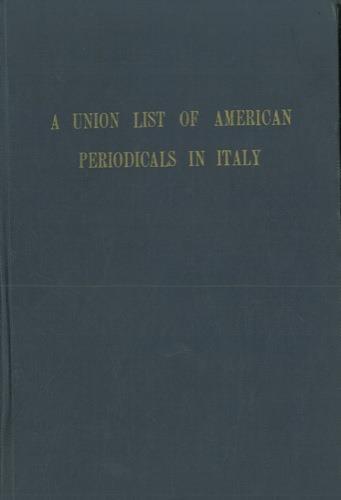 A UNION LIST OF AMERICAN
PERIODICALS IN ITALY